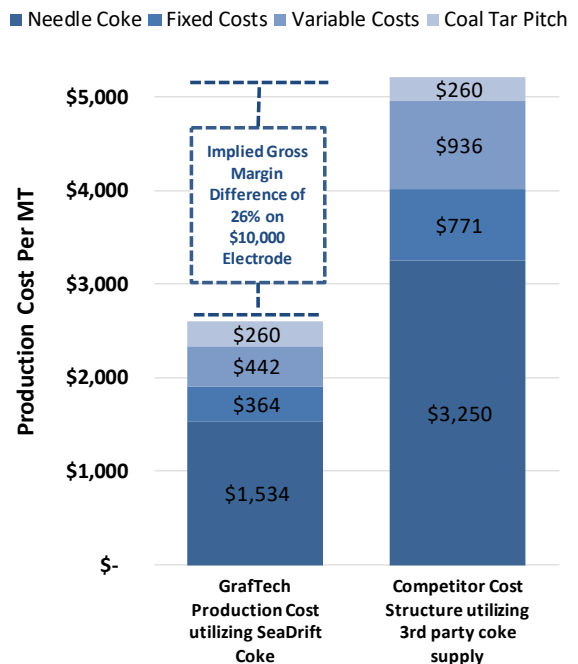 Needle Coke Fixed Costs Variable Costs Coal Tar Pitch
Production Cost Per MT
$5,000
$4,000
$3,000
$2,000
$1,000
$-
Implied Gross
Margin
Difference of
26% on
$10,000
Electrode
$260
$442
$364
$1,534
$260
$936
$771
$3,250
GrafTech
Production Cost
utilizing SeaDrift
Coke
Competitor Cost
Structure utilizing
3rd party coke
supply